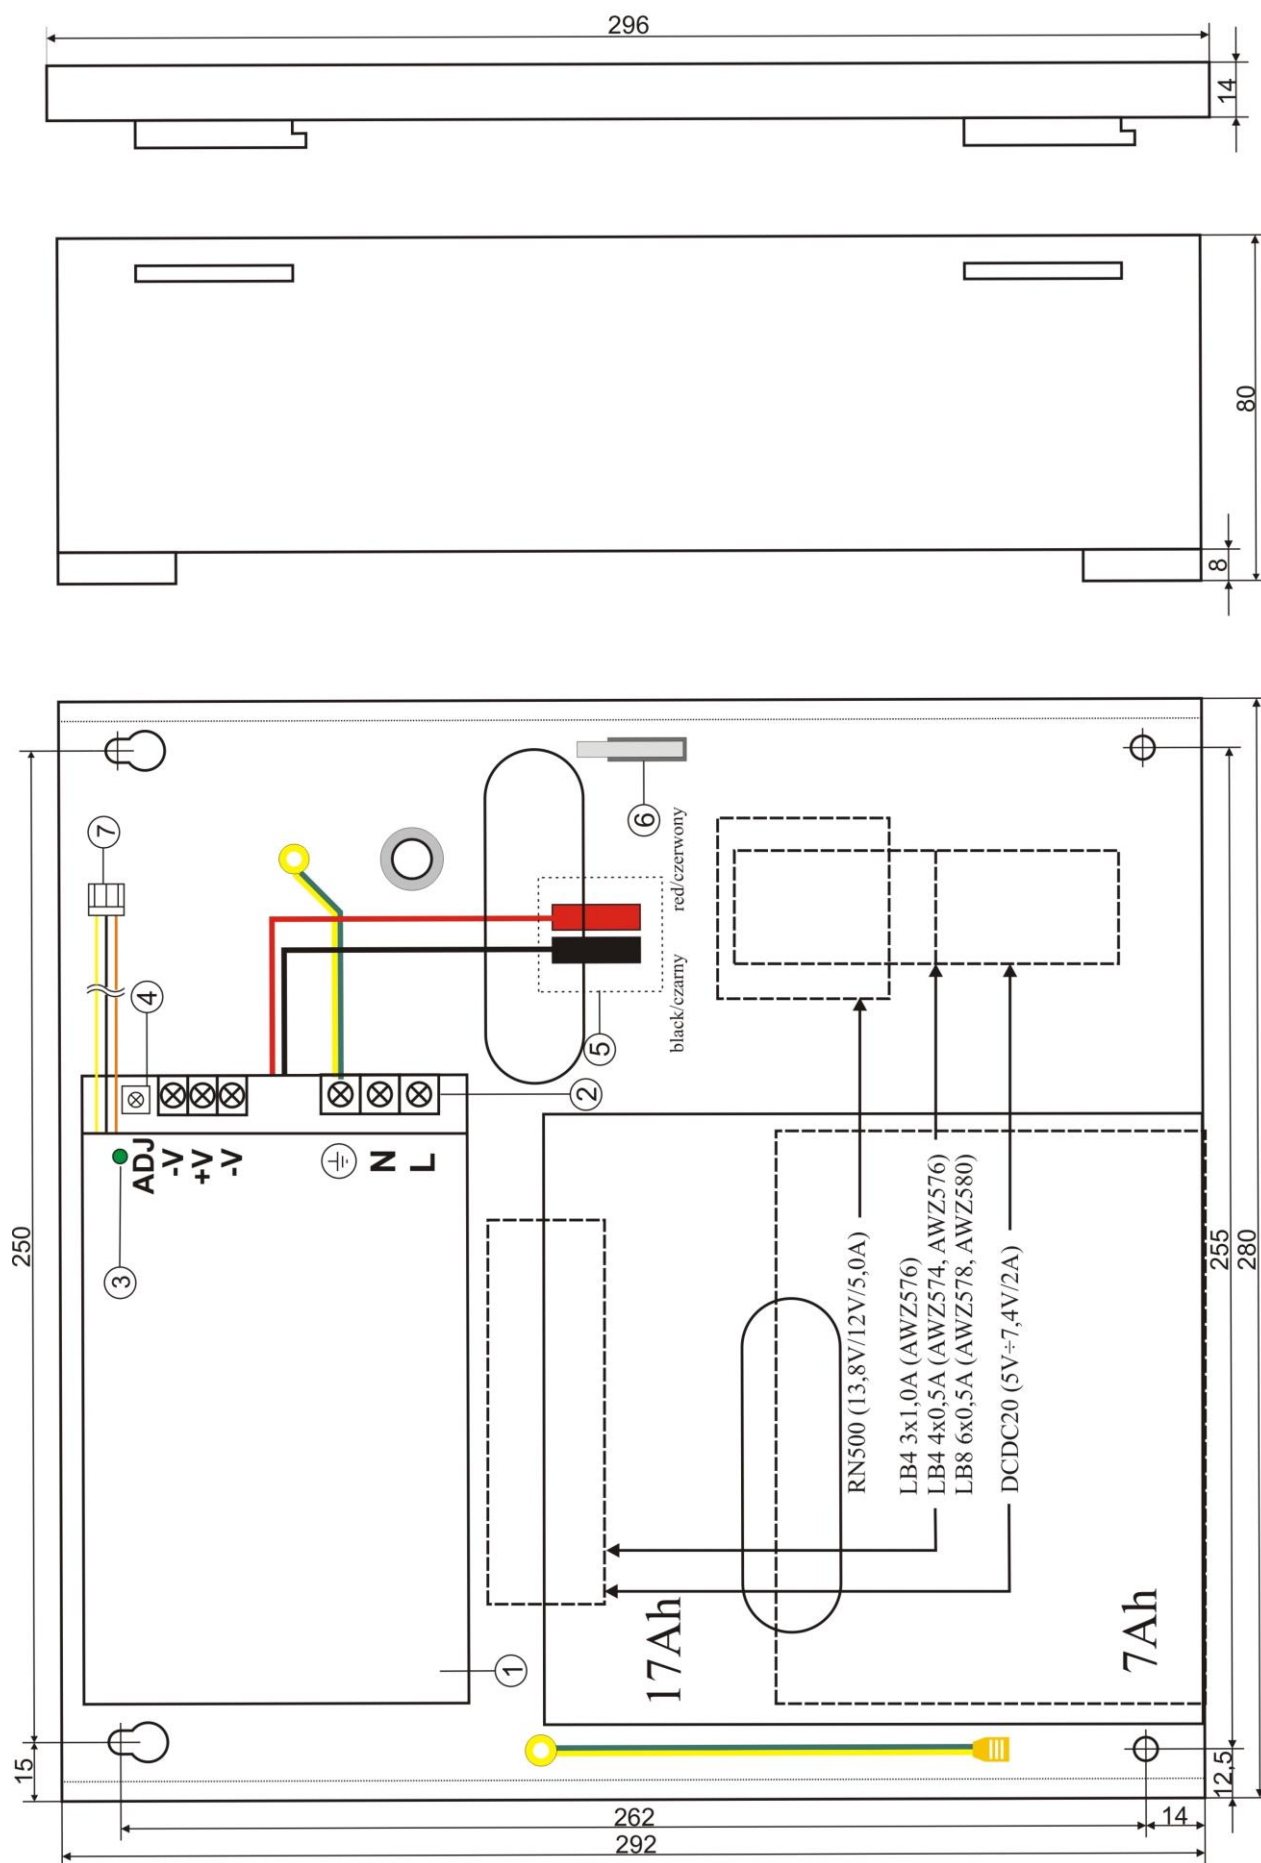 296
14
80
8
7
6
red/czerwony
4
black/czarny
5
2
ADJ
-V
+V
-V
N
L
3
250
255
280
RN500 (13,8V/12V/5,0A)
LB4 3x1,0A (AWZ576)
LB4 4x0,5A (AWZ574, AWZ576)
LB8 6x0,5A (AWZ578, AWZ580)
DCDC20 (5V÷7,4V/2A)
17Ah
7Ah
1
15
12,5
262
14
292